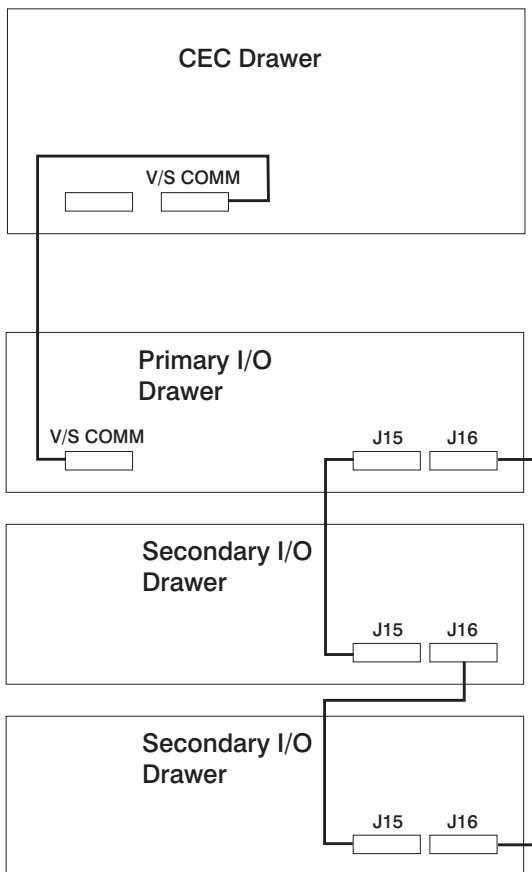 CEC Drawer
V/S COMM
Primary I/O
Drawer
V/S COMM
J15 J16
Secondary I/O
Drawer
J15 J16
Secondary I/O
Drawer
J15 J16